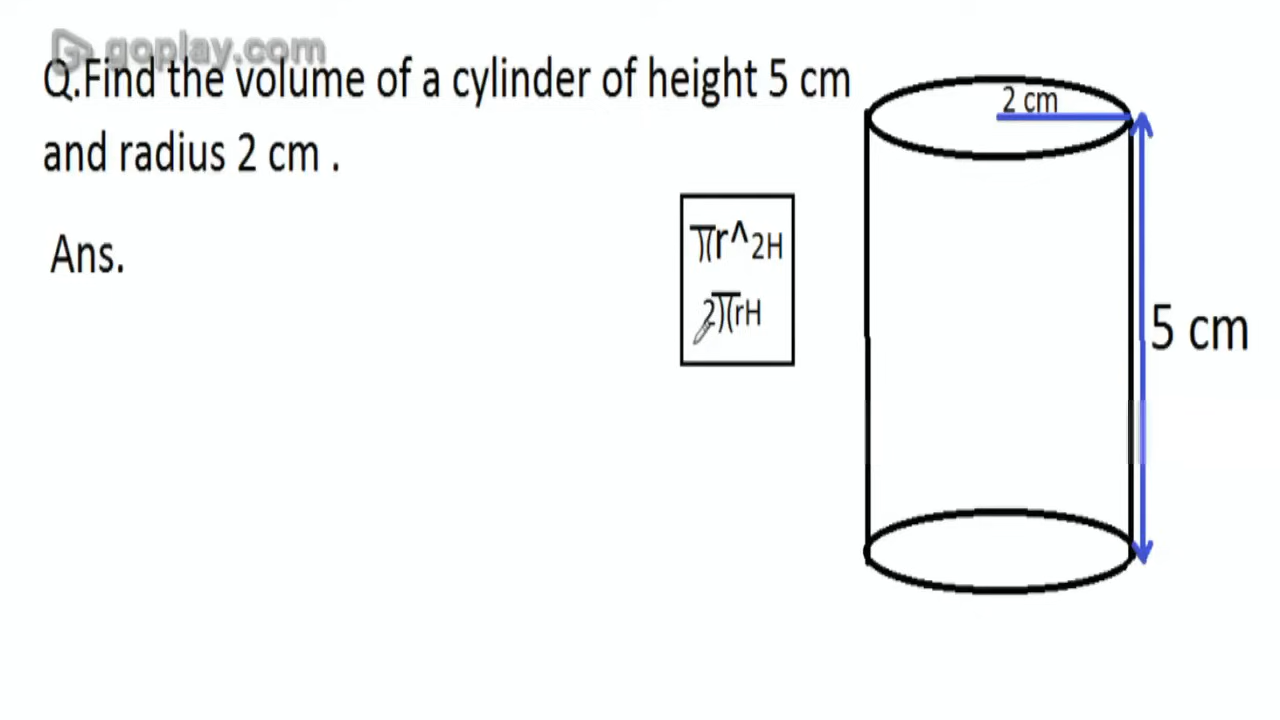 goplay.com
Q.Find the volume of a cylinder of height 5 cm
and radius 2 cm .
Ans.
πr^2H
2πrH
2 cm
5 cm